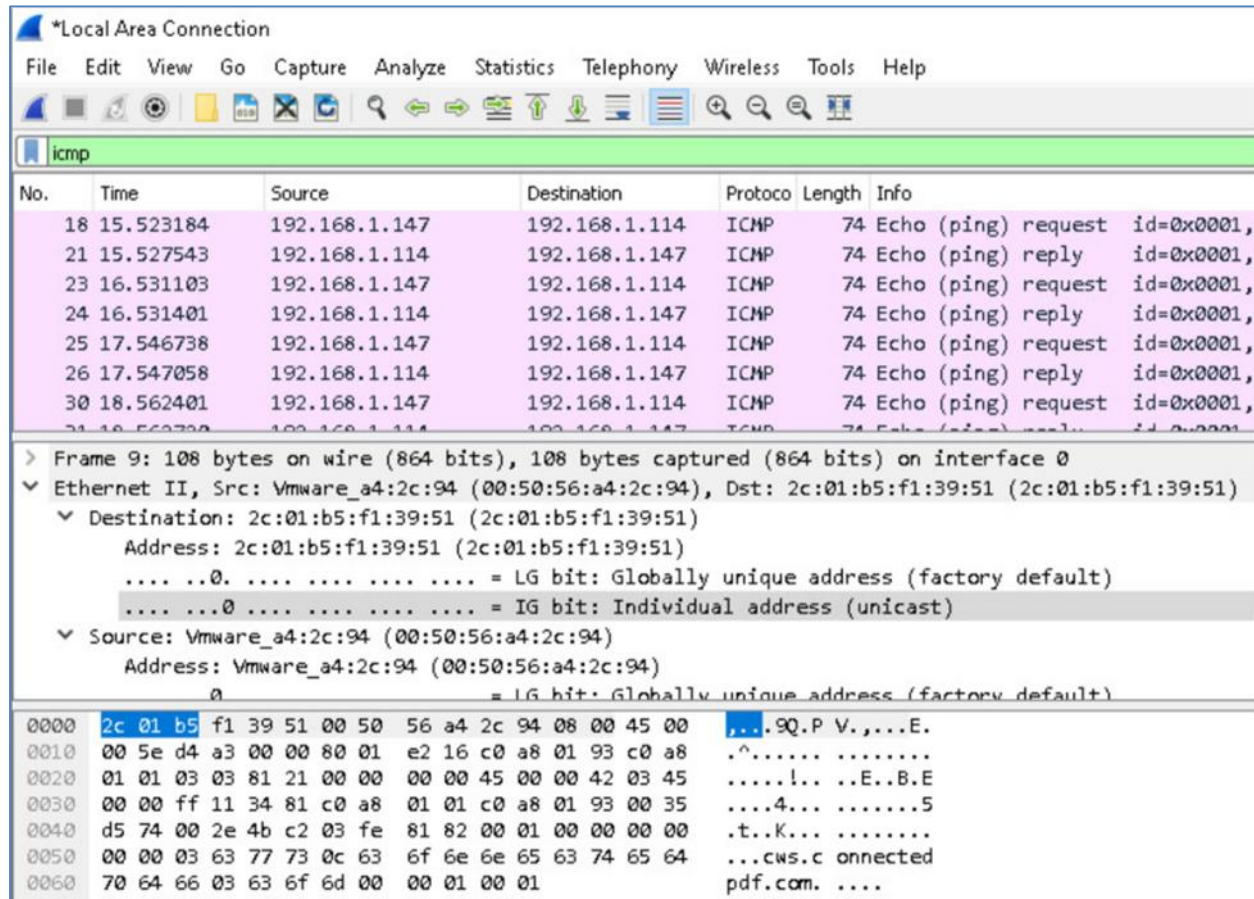 *Local Area Connection
File Edit View Go Capture Analyze Statistics Telephony Wireless Tools Help
icmp
No. Time Source Destination Protoco Length Info
18 15.523184 192.168.1.147 192.168.1.114 ICMP 74 Echo (ping) request id=0x0001,
21 15.527543 192.168.1.114 192.168.1.147 ICMP 74 Echo (ping) reply id=0x0001,
23 16.531103 192.168.1.147 192.168.1.114 ICMP 74 Echo (ping) request id=0x0001,
24 16.531401 192.168.1.114 192.168.1.147 ICMP 74 Echo (ping) reply id=0x0001,
25 17.546738 192.168.1.147 192.168.1.114 ICMP 74 Echo (ping) request id=0x0001,
26 17.547058 192.168.1.114 192.168.1.147 ICMP 74 Echo (ping) reply id=0x0001,
30 18.562401 192.168.1.147 192.168.1.114 ICMP 74 Echo (ping) request id=0x0001,
> Frame 9: 108 bytes on wire (864 bits), 108 bytes captured (864 bits) on interface 0
Ethernet II, Src: Vmware_a4:2c:94 (00:50:56:a4:2c:94), Dst: 2c:01:b5:f1:39:51 (2c:01:b5:f1:39:51)
Destination: 2c:01:b5:f1:39:51 (2c:01:b5:f1:39:51)
Address: 2c:01:b5:f1:39:51 (2c:01:b5:f1:39:51)
.... ..0. .... .... .... .... = LG bit: Globally unique address (factory default)
.... ...0 .... .... .... .... = IG bit: Individual address (unicast)
Source: Vmware_a4:2c:94 (00:50:56:a4:2c:94)
Address: Vmware_a4:2c:94 (00:50:56:a4:2c:94)
0 = LG bit: Globally unique address (factory default)
0000 2c 01 b5 f1 39 51 00 50 56 a4 2c 94 08 00 45 00 ,...9Q.P V.,...E.
0010 00 5e d4 a3 00 00 80 01 e2 16 c0 a8 01 93 c0 a8 .^...... ........
0020 01 01 03 03 81 21 00 00 00 00 45 00 00 42 03 45 .....!.. ..E..B.E
0030 00 00 ff 11 34 81 c0 a8 01 01 c0 a8 01 93 00 35 ....4... .......5
0040 d5 74 00 2e 4b c2 03 fe 81 82 00 01 00 00 00 00 .t..K... ........
0050 00 00 03 63 77 73 0c 63 6f 6e 6e 65 63 74 65 64 ...cws.c onnected
0060 70 64 66 03 63 6f 6d 00 00 01 00 01 pdf.com. ....